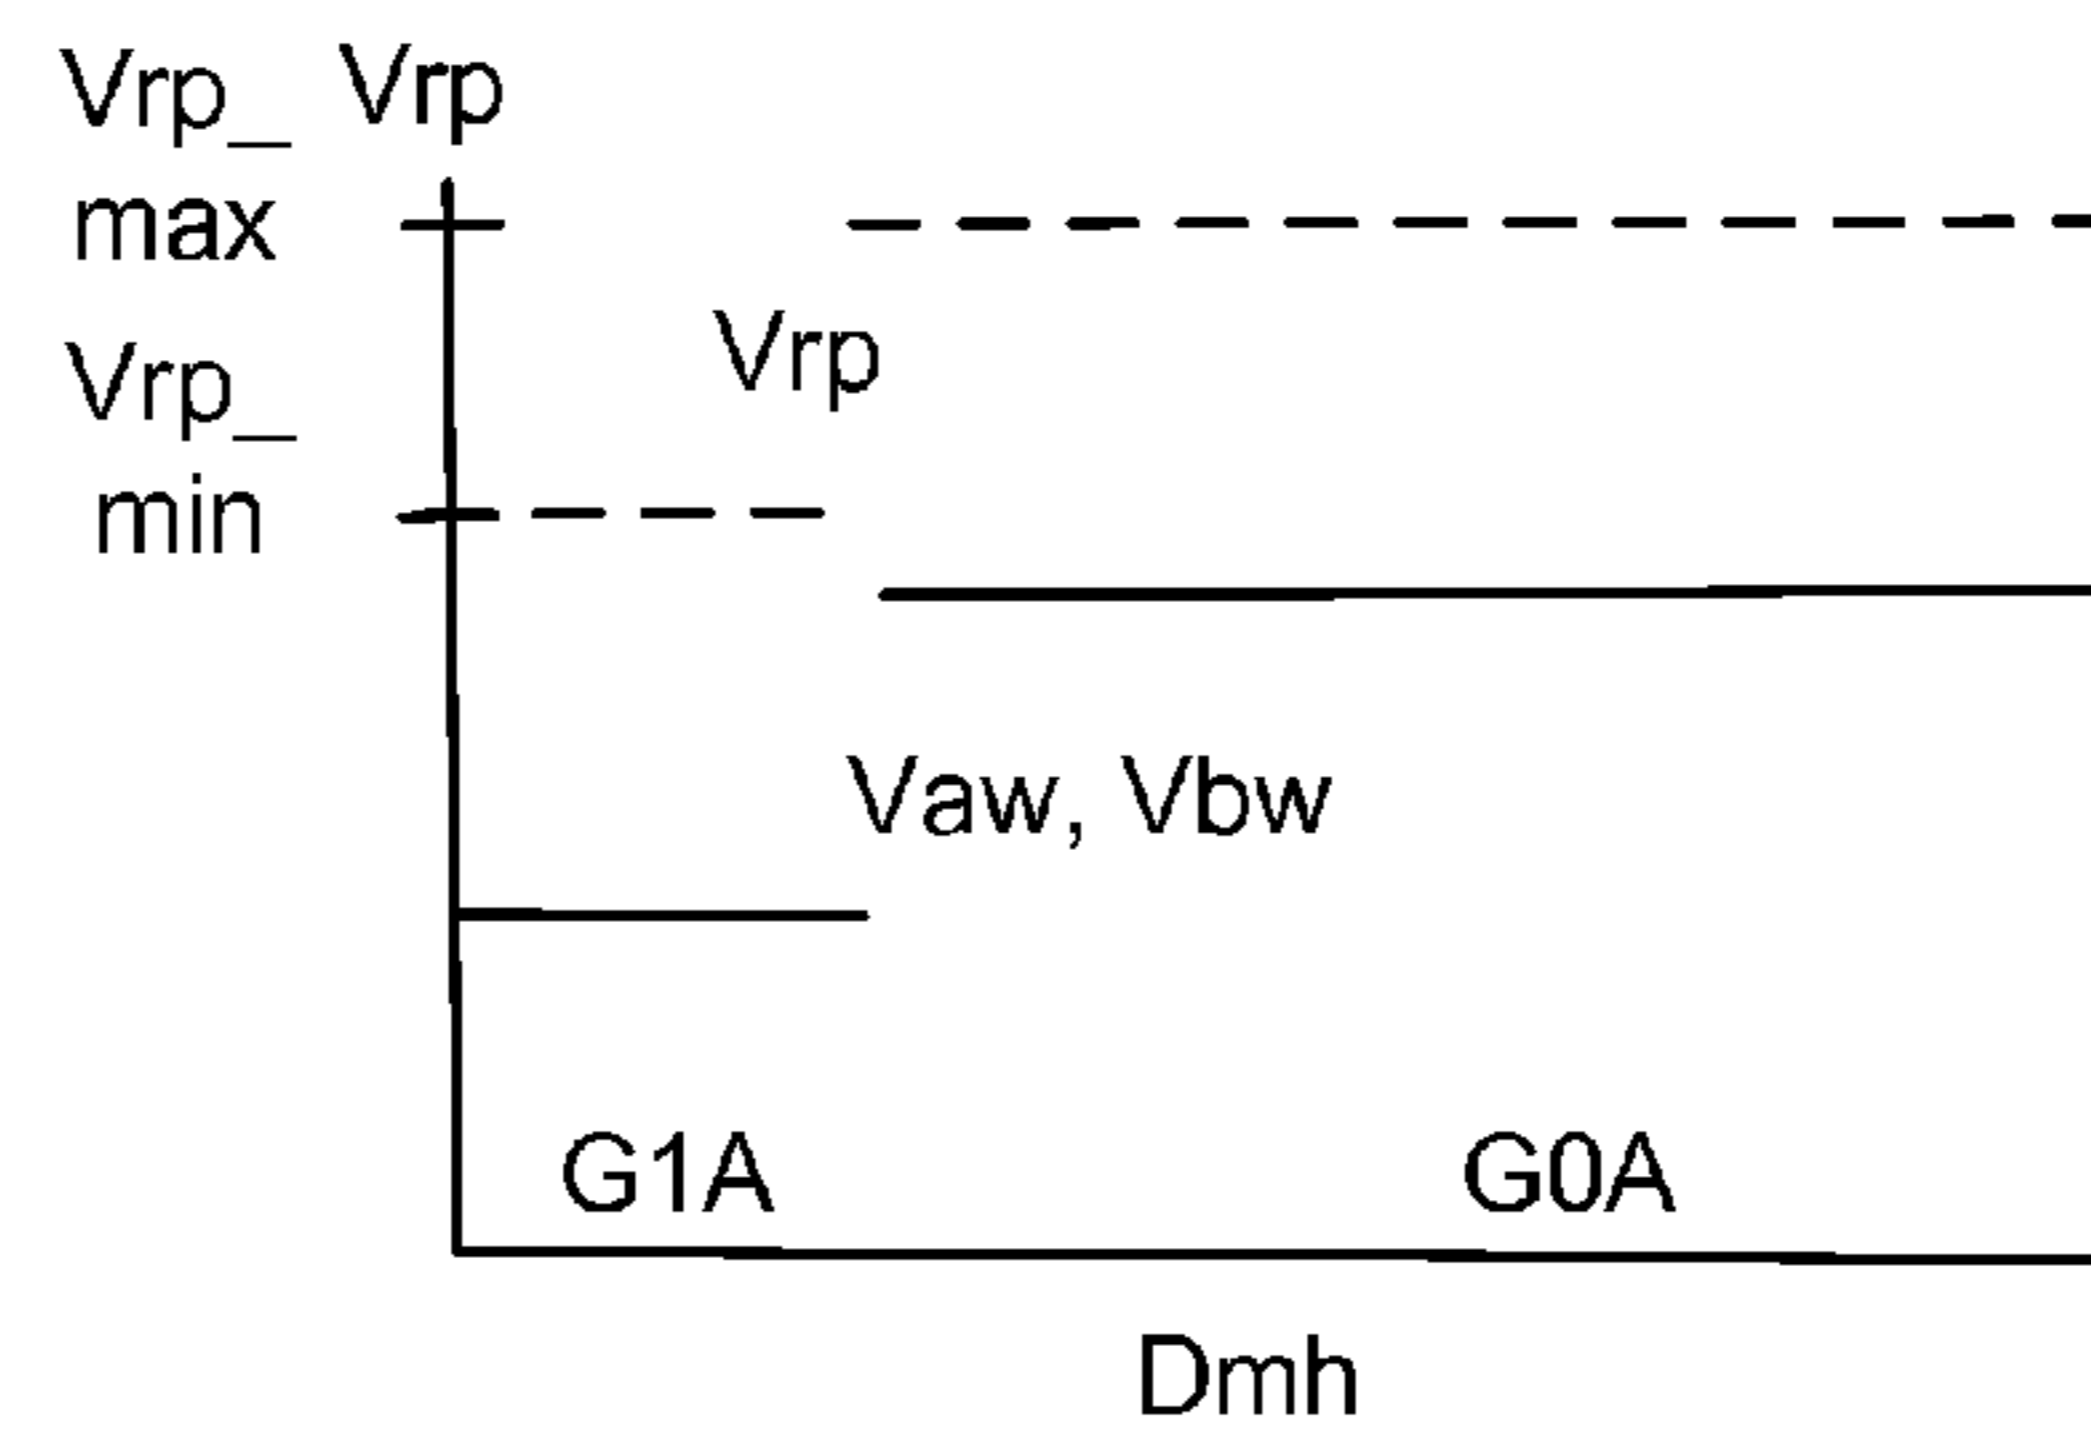 Vrp_
max
Vrp
Vrp_
min
Vrp
Vaw, Vbw
G1A
G0A
Dmh